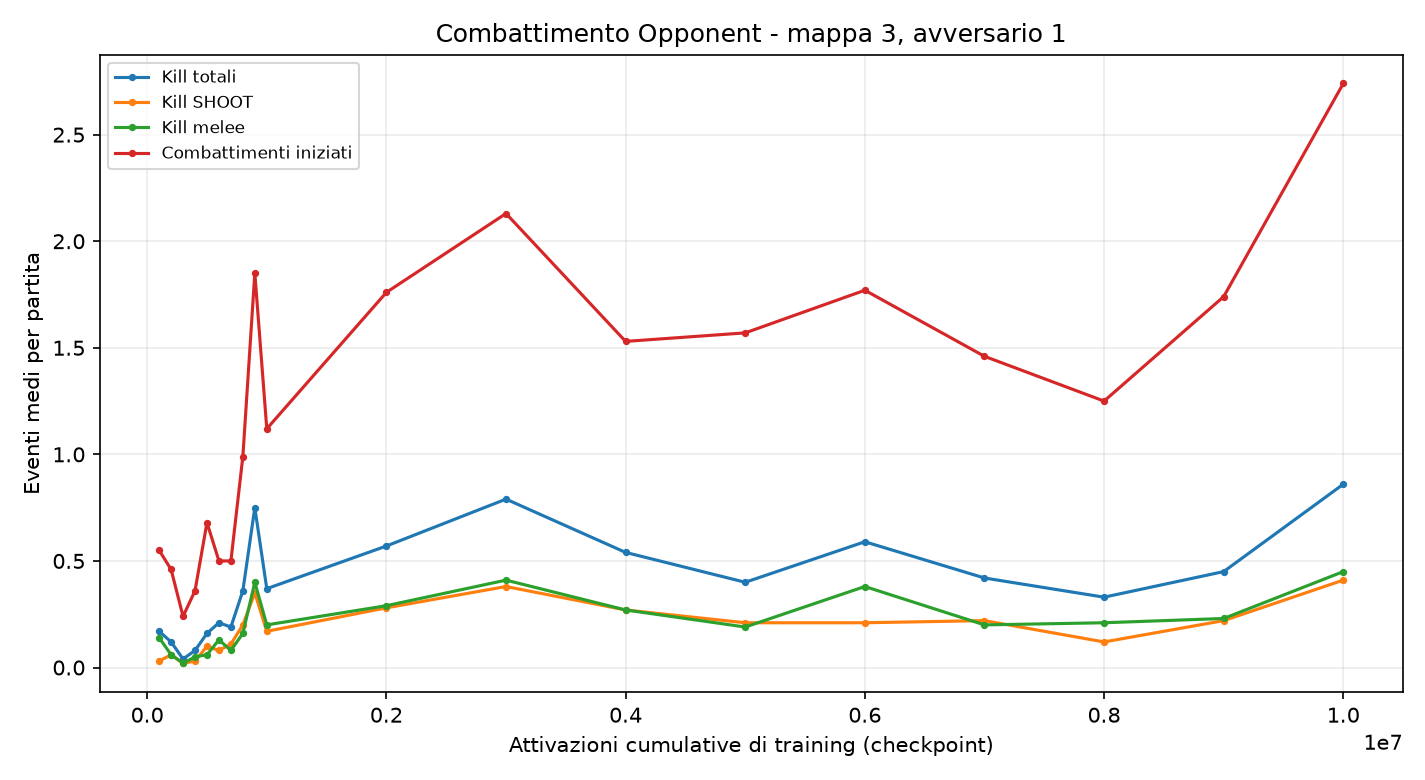 Combattimento Opponent - mappa 3, avversario 1
Kill totali
Kill SHOOT
Kill melee
Combattimenti iniziati
Eventi medi per partita
2.5
2.0
1.5
1.0
0.5
0.0
0.0 0.2 0.4 0.6 0.8 1.0
1e7
Attivazioni cumulative di training (checkpoint)